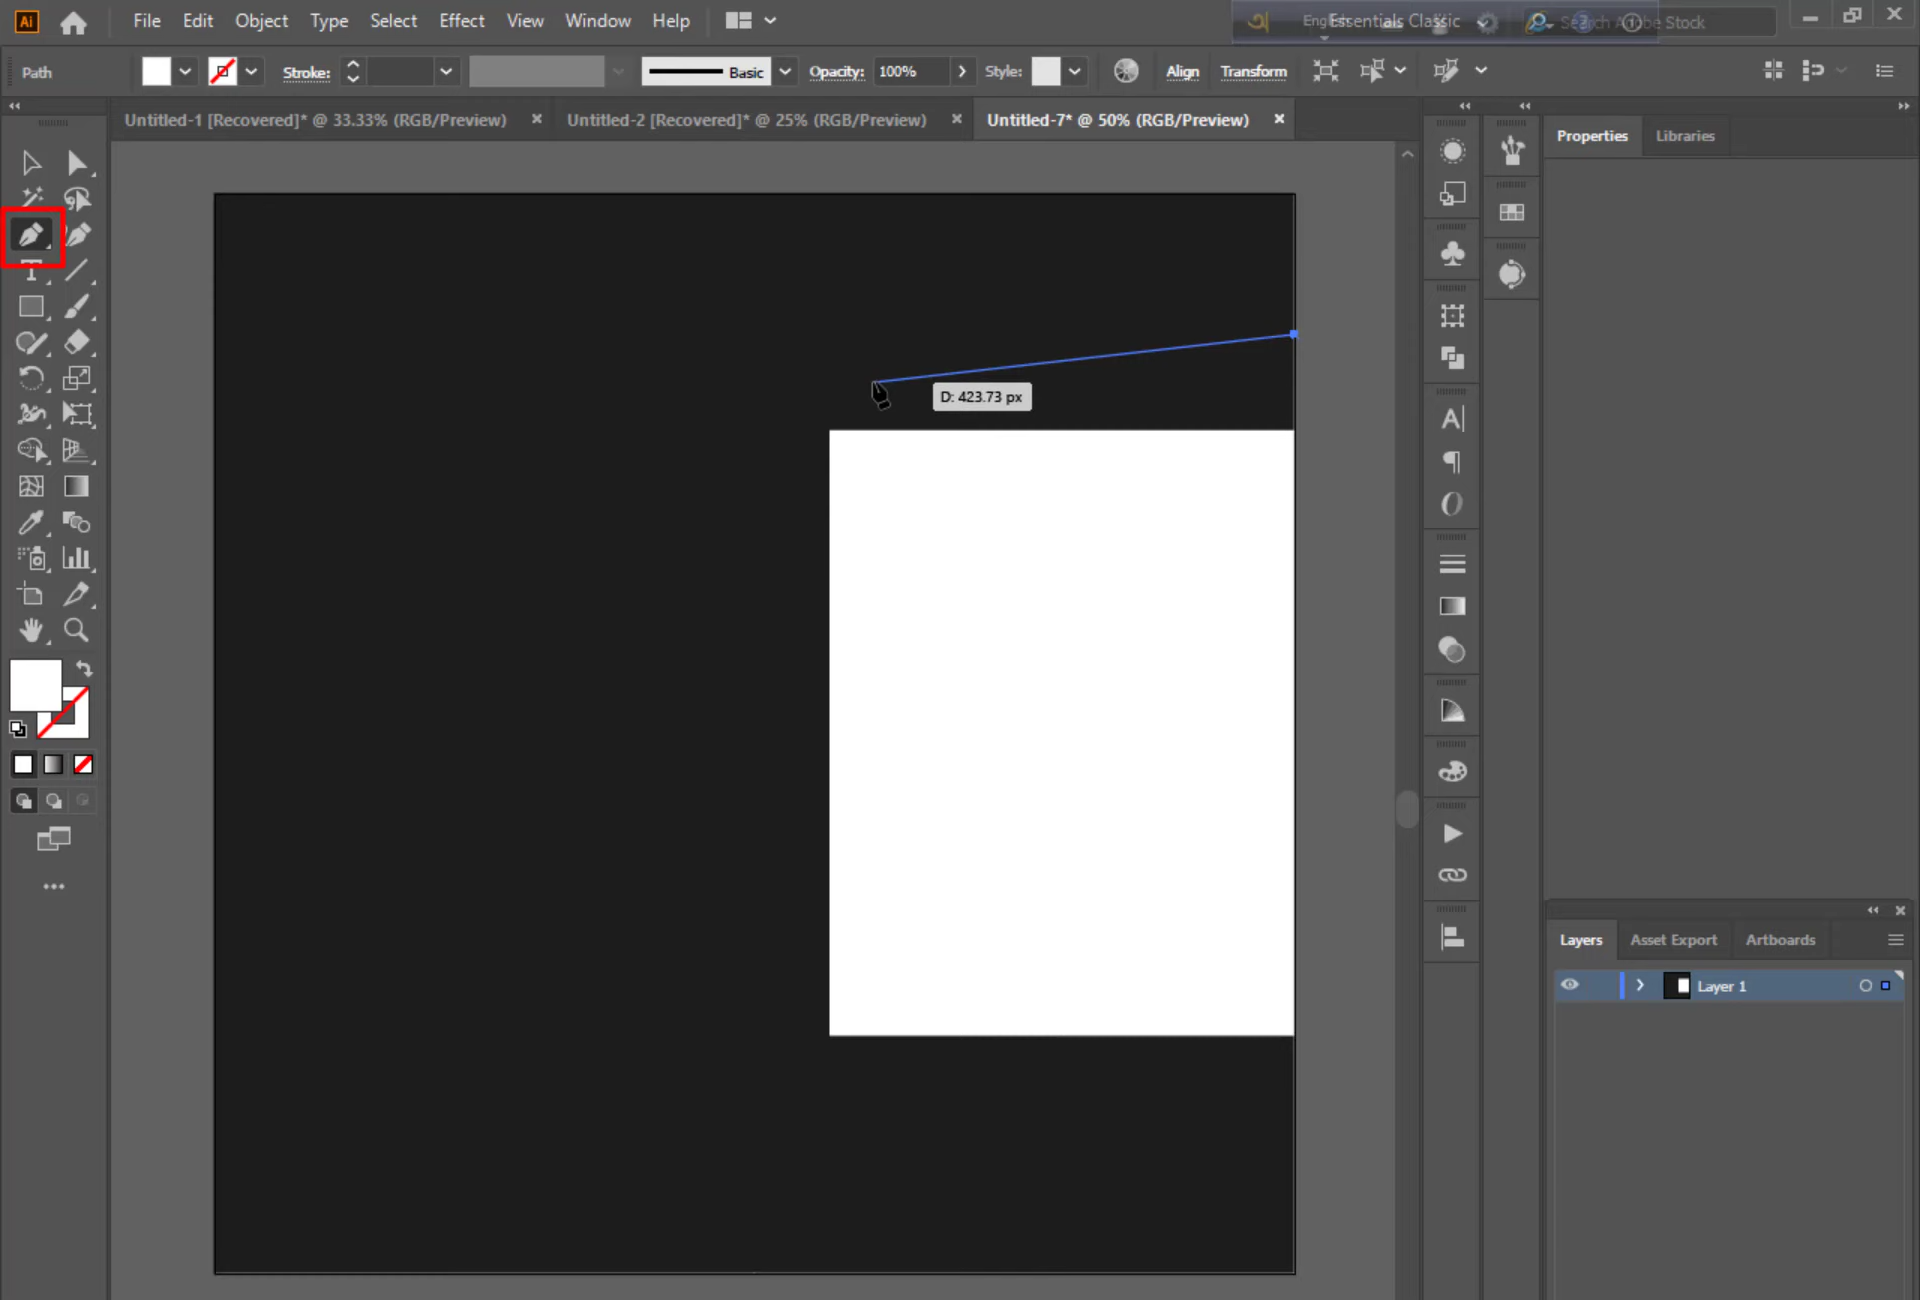 Ai File Edit Object Type Select Effect View Window Help Essentials Classic Search Adobe Stock
Path Stroke: Basic Opacity: 100% Style: Align Transform
Untitled-1 [Recovered]* @ 33.33% (RGB/Preview) Untitled-2 [Recovered]* @ 25% (RGB/Preview) Untitled-7* @ 50% (RGB/Preview)
Properties Libraries
D: 423.73 px
Layers Asset Export Artboards
Layer 1